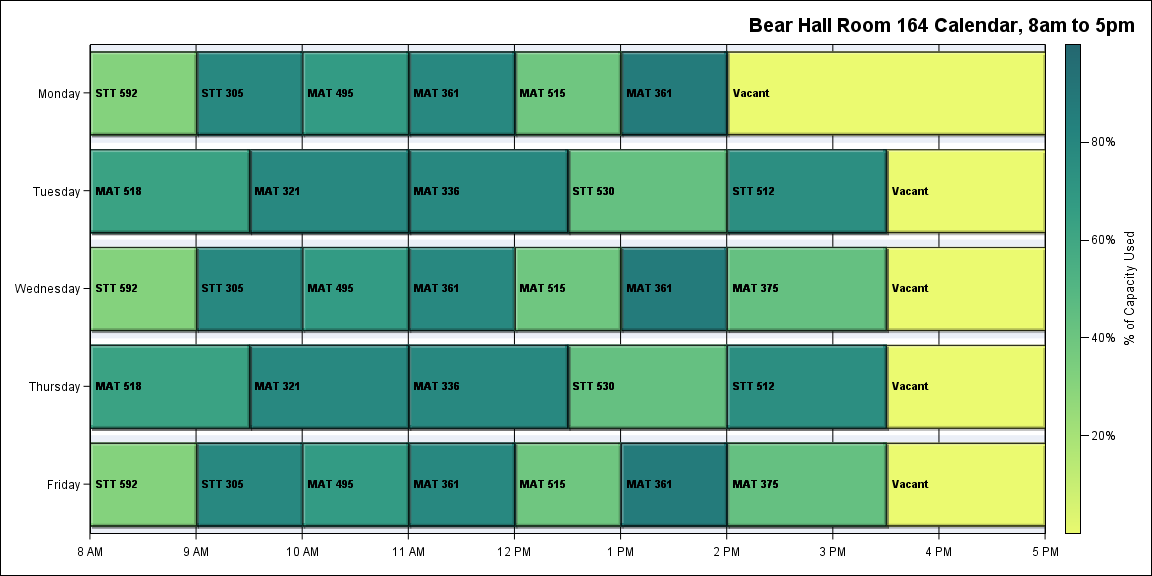 Bear Hall Room 164 Calendar, 8am to 5pm
Monday
STT 592
STT 305
MAT 495
MAT 361
MAT 515
MAT 361
Vacant
Tuesday
MAT 518
MAT 321
MAT 336
STT 530
STT 512
Vacant
Wednesday
STT 592
STT 305
MAT 495
MAT 361
MAT 515
MAT 361
MAT 375
Vacant
Thursday
MAT 518
MAT 321
MAT 336
STT 530
STT 512
Vacant
Friday
STT 592
STT 305
MAT 495
MAT 361
MAT 515
MAT 361
MAT 375
Vacant
8 AM
9 AM
10 AM
11 AM
12 PM
1 PM
2 PM
3 PM
4 PM
5 PM
80%
60%
40%
20%
% of Capacity Used